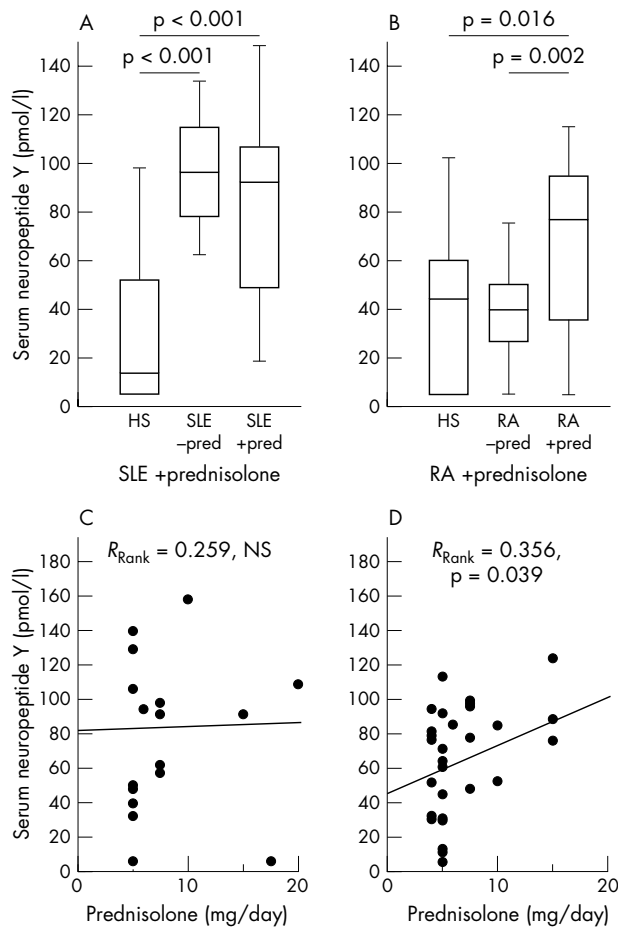 A
p < 0.001
p < 0.001
Serum neuropeptide Y (pmol/l)
140
120
100
80
60
40
20
0
HS
SLE
–pred
SLE
+pred
SLE +prednisolone
B
p = 0.016
p = 0.002
140
120
100
80
60
40
20
0
HS
RA
–pred
RA
+pred
RA +prednisolone
C
R_Rank = 0.259, NS
Serum neuropeptide Y (pmol/l)
180
160
140
120
100
80
60
40
20
0
0
10
20
Prednisolone (mg/day)
D
R_Rank = 0.356,
p = 0.039
180
160
140
120
100
80
60
40
20
0
0
10
20
Prednisolone (mg/day)